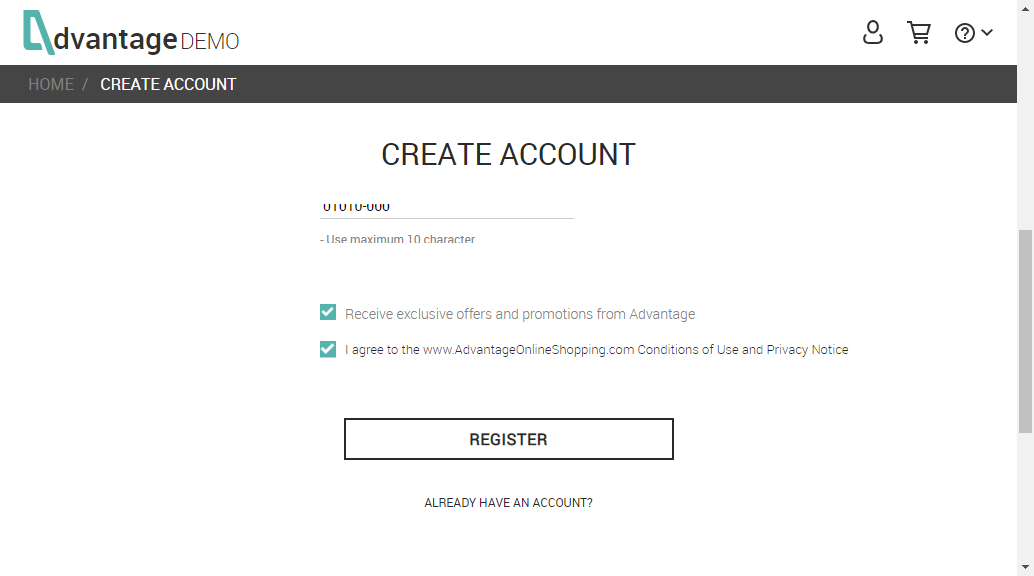 dvantage DEMO
HOME / CREATE ACCOUNT
CREATE ACCOUNT
01010-000
- Use maximum 10 character
Receive exclusive offers and promotions from Advantage
I agree to the www.AdvantageOnlineShopping.com Conditions of Use and Privacy Notice
REGISTER
ALREADY HAVE AN ACCOUNT?